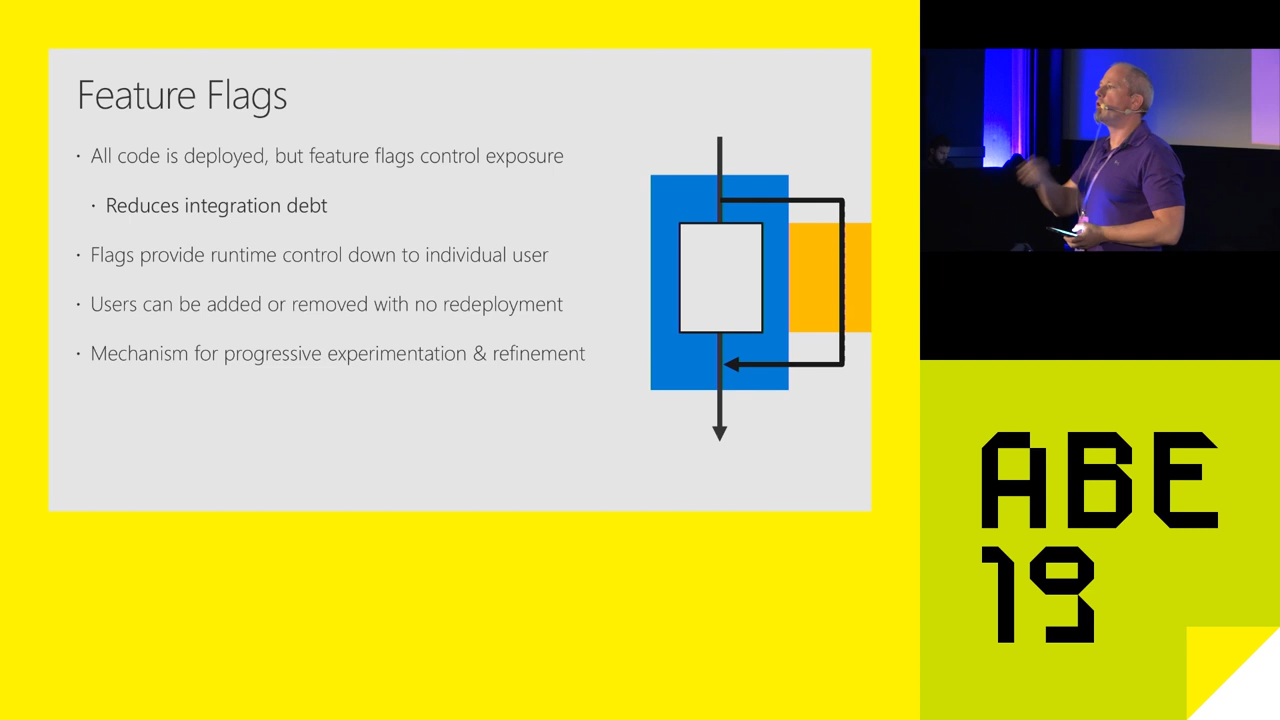 Feature Flags
· All code is deployed, but feature flags control exposure
· Reduces integration debt
· Flags provide runtime control down to individual user
· Users can be added or removed with no redeployment
· Mechanism for progressive experimentation & refinement
ABE
19